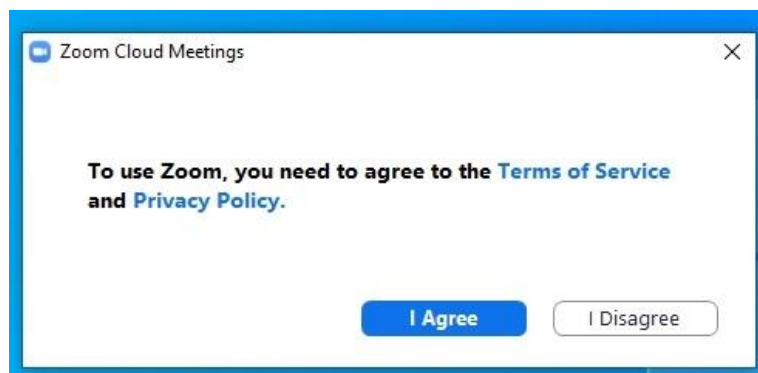 Zoom Cloud Meetings
To use Zoom, you need to agree to the Terms of Service
and Privacy Policy.
I Agree
I Disagree